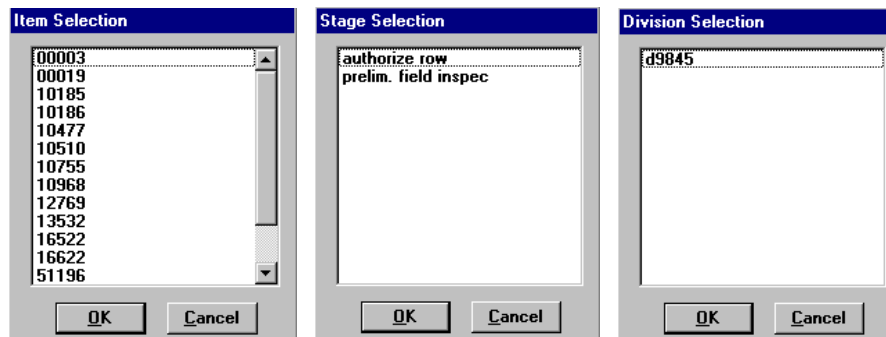 Item Selection
00003
00019
10185
10186
10477
10510
10755
10968
12769
13532
16522
16622
51196
OK
Cancel
Stage Selection
authorize row
prelim. field inspec
OK
Cancel
Division Selection
d9845
OK
Cancel